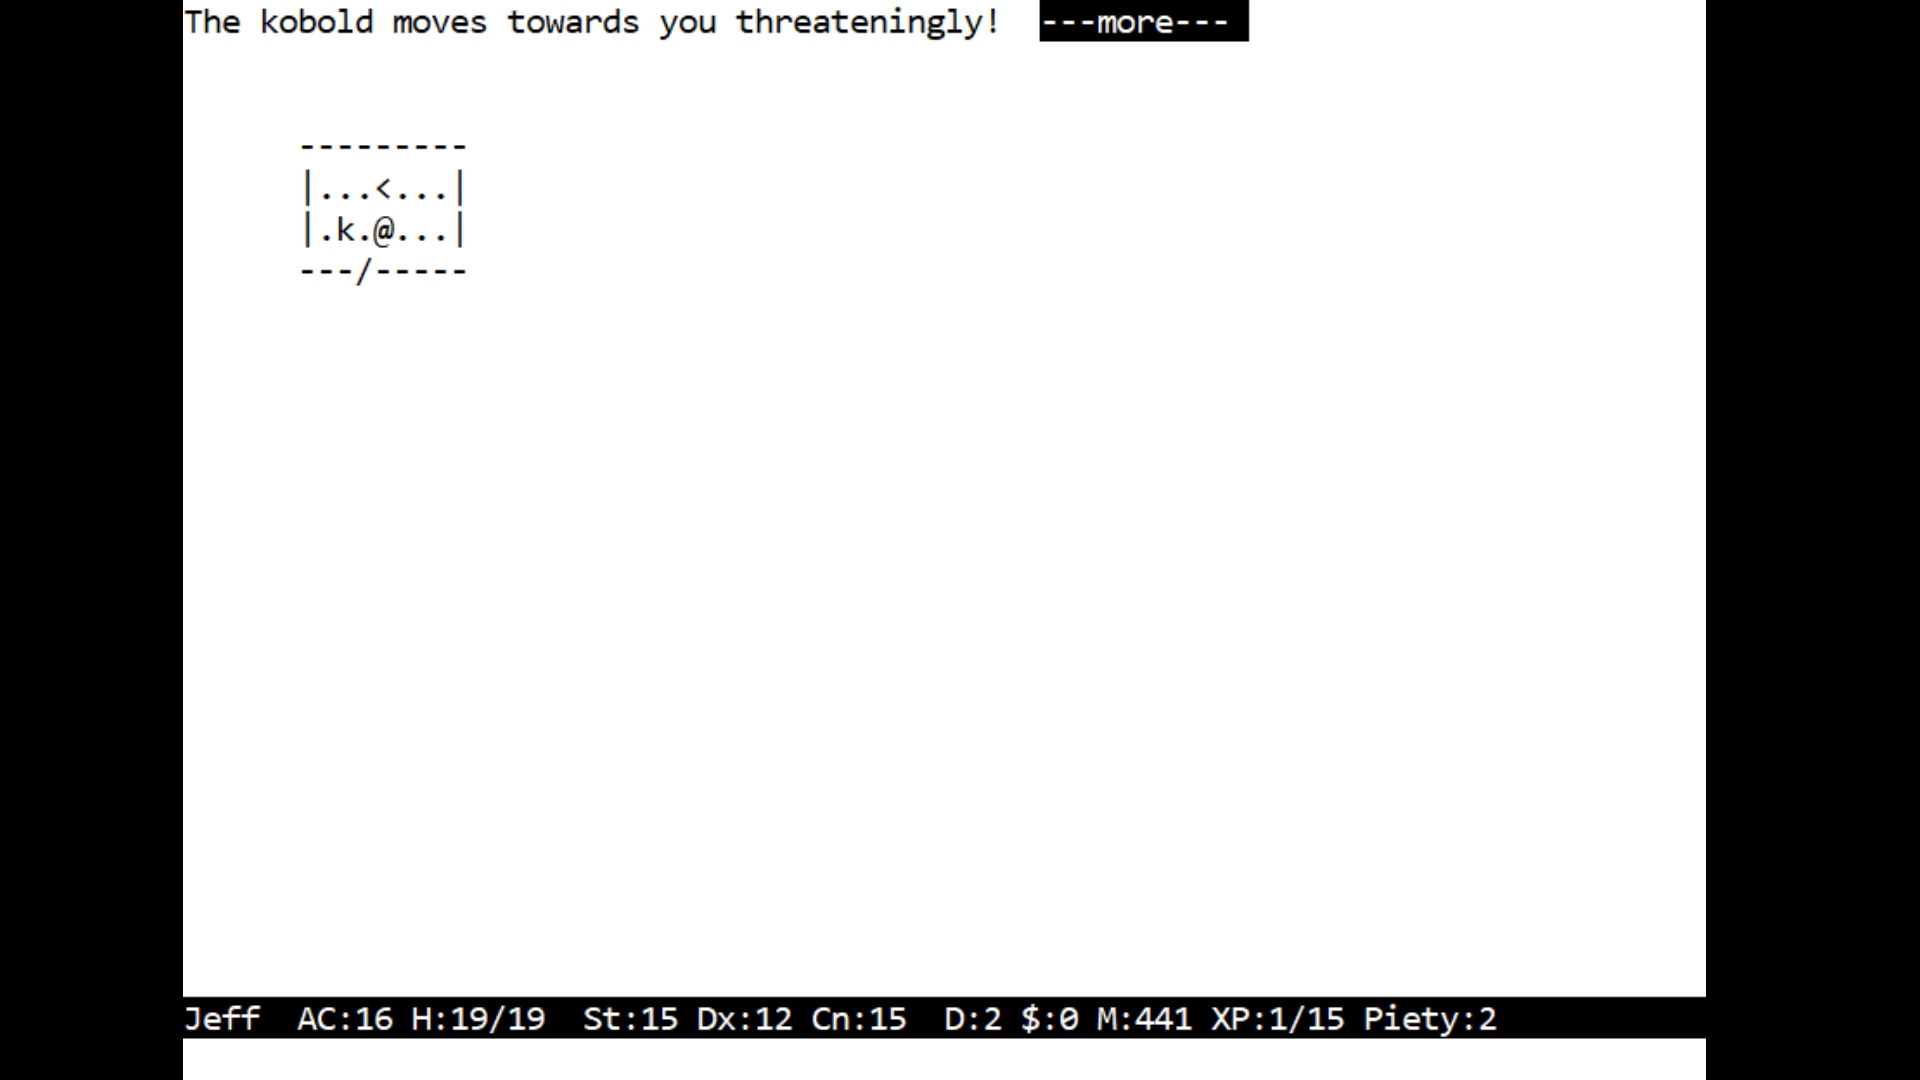 The kobold moves towards you threateningly! ---more---
---------
|...<...|
|.k.@...|
---/-----
Jeff AC:16 H:19/19 St:15 Dx:12 Cn:15 D:2 $:0 M:441 XP:1/15 Piety:2